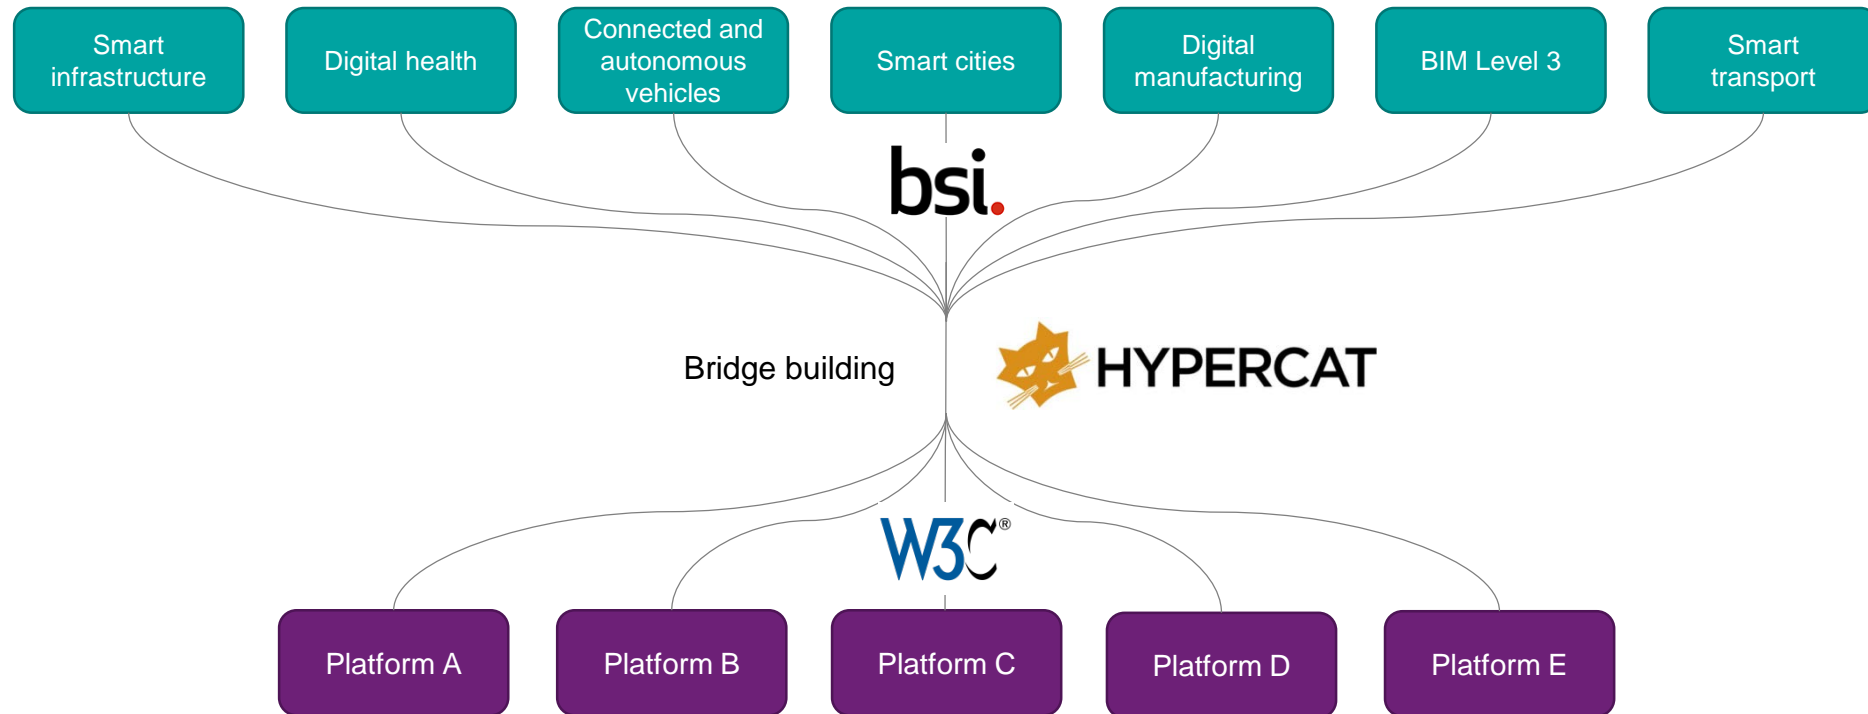 Smart
infrastructure
Digital health
Connected and
autonomous
vehicles
Smart cities
Digital
manufacturing
BIM Level 3
Smart
transport
bsi.
Bridge building
HYPERCAT
W3C®
Platform A
Platform B
Platform C
Platform D
Platform E